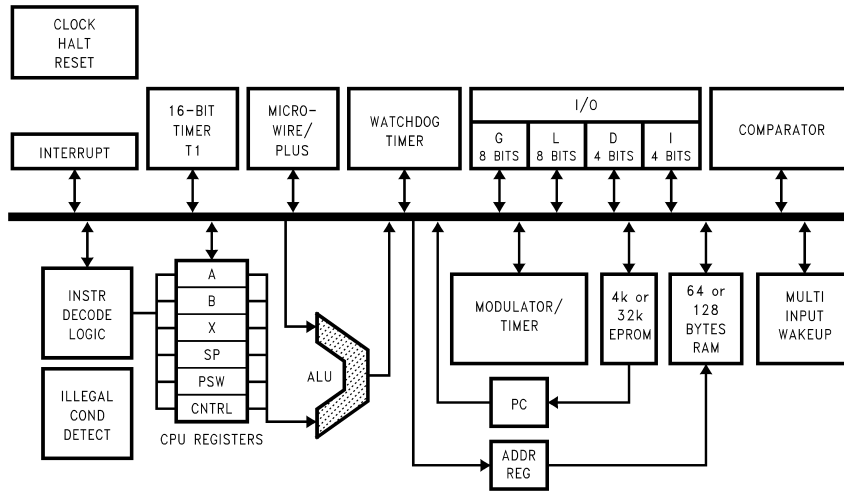 CLOCK
HALT
RESET
INTERRUPT
16-BIT
TIMER
T1
MICRO-
WIRE/
PLUS
WATCHDOG
TIMER
I/O
G
8 BITS
L
8 BITS
D
4 BITS
I
4 BITS
COMPARATOR
INSTR
DECODE
LOGIC
A
B
X
SP
PSW
CNTRL
CPU REGISTERS
ILLEGAL
COND
DETECT
ALU
MODULATOR/
TIMER
4k or
32k
EPROM
64 or
128
BYTES
RAM
MULTI
INPUT
WAKEUP
PC
ADDR
REG